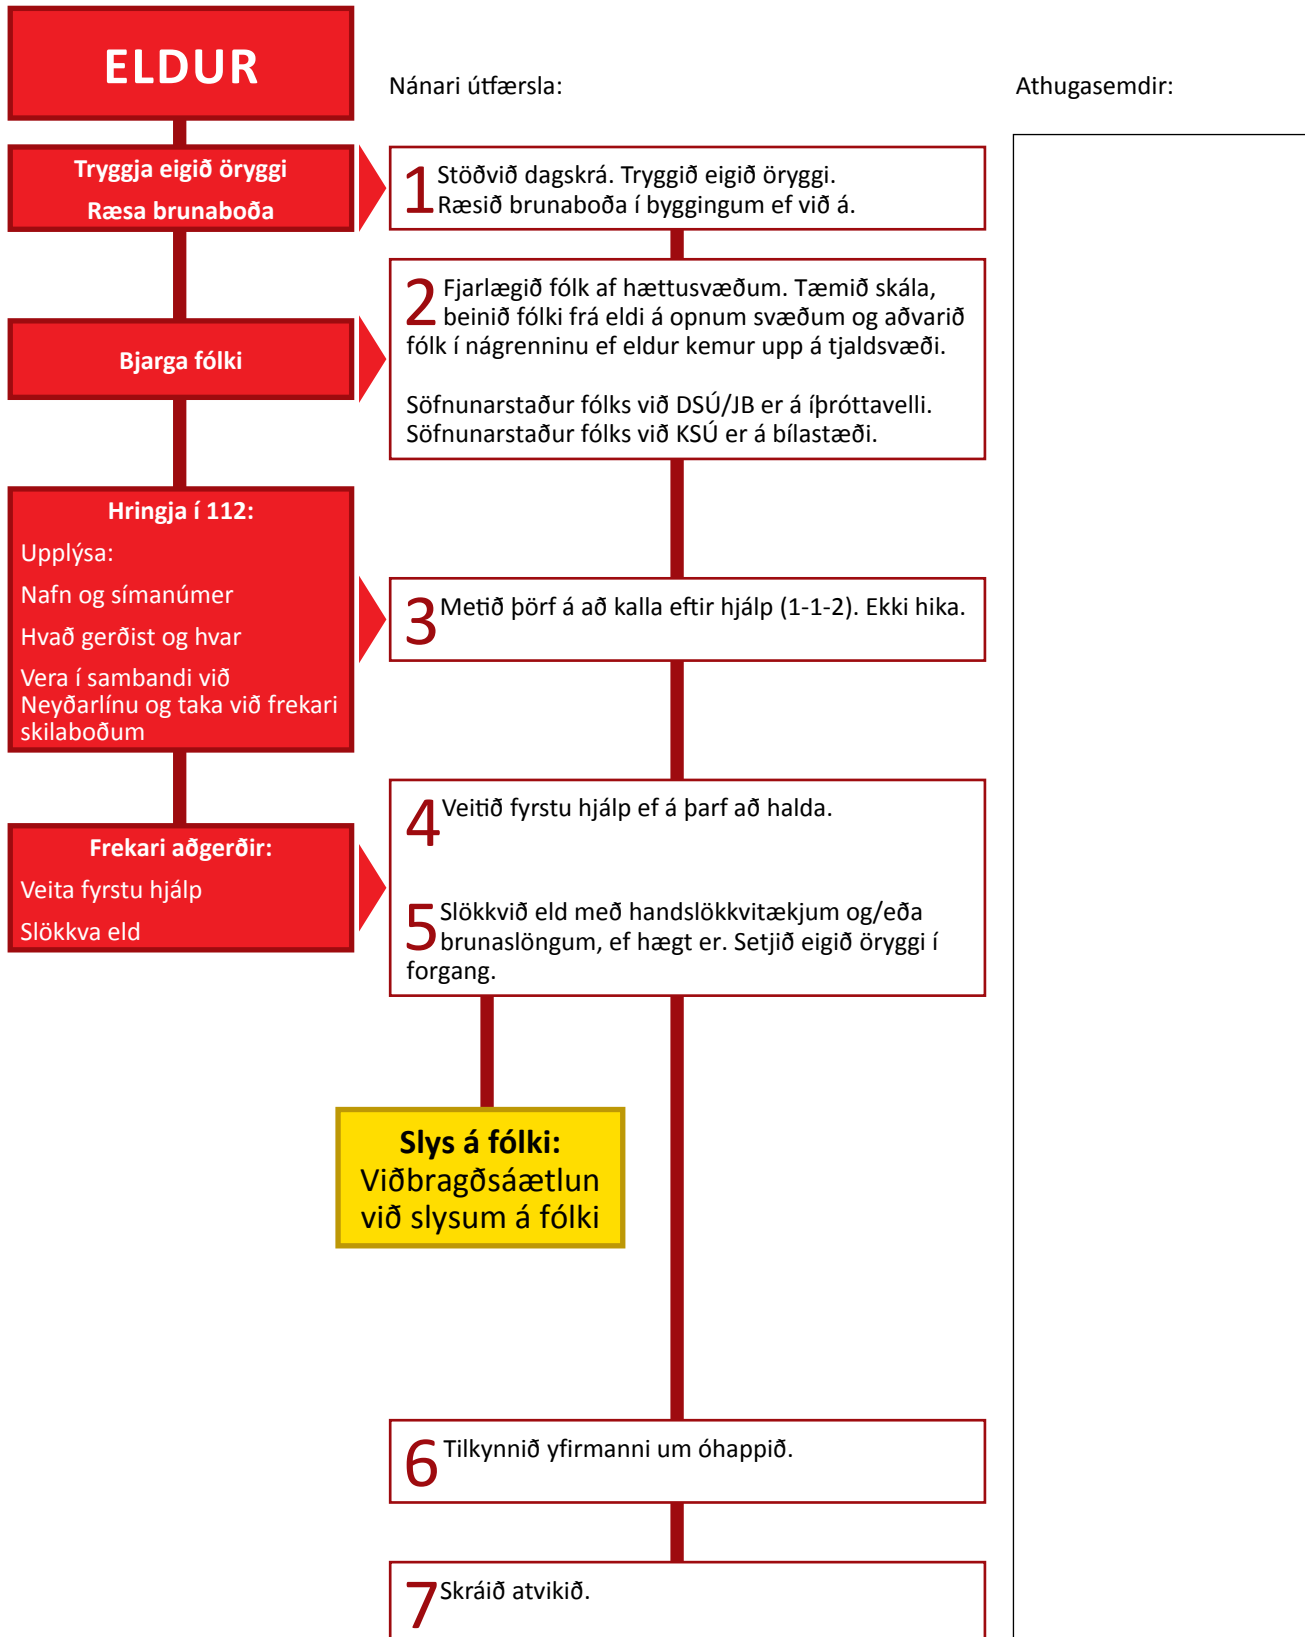 ELDUR
Nánari útfærsla:
Athugasemdir:
Tryggja eigið öryggi
Ræsa brunaboða
1 Stöðvið dagskrá. Tryggið eigið öryggi.
Ræsið brunaboða í byggingum ef við á.
Bjarga fólki
2 Fjarlægið fólk af hættusvæðum. Tæmið skála,
beinið fólki frá eldi á opnum svæðum og aðvarið
fólk í nágrenninu ef eldur kemur upp á tjaldsvæði.
Söfnunarstaður fólks við DSÚ/JB er á íþróttavelli.
Söfnunarstaður fólks við KSÚ er á bílastæði.
Hringja í 112:
Upplýsa:
Nafn og símanúmer
Hvað gerðist og hvar
Vera í sambandi við
Neyðarlínu og taka við frekari
skilaboðum
3 Metið þörf á að kalla eftir hjálp (1-1-2). Ekki hika.
Frekari aðgerðir:
Veita fyrstu hjálp
Slökkva eld
4 Veitið fyrstu hjálp ef á þarf að halda.
5 Slökkvið eld með handslökkvitækjum og/eða
brunaslöngum, ef hægt er. Setjið eigið öryggi í
forgang.
Slys á fólki:
Viðbragðsáætlun
við slysum á fólki
6 Tilkynnið yfirmanni um óhappið.
7 Skráið atvikið.